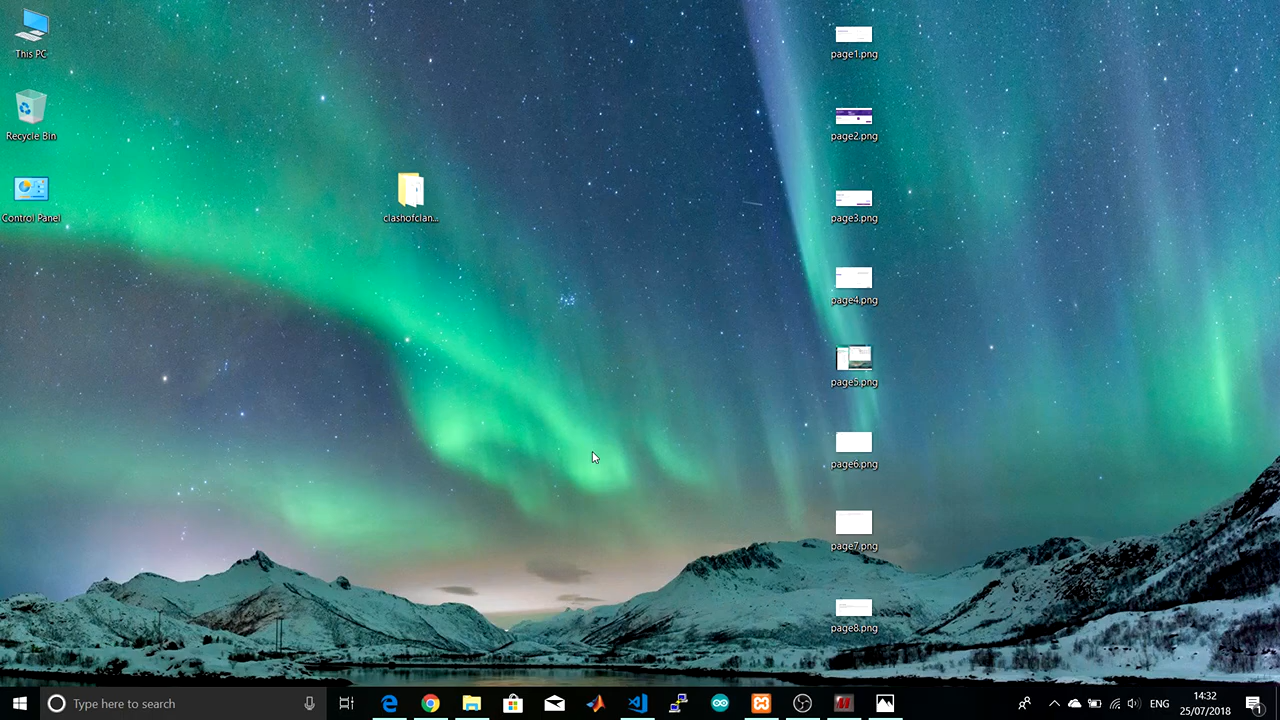 This PC
Recycle Bin
Control Panel
clashofclan...
page1.png
page2.png
page3.png
page4.png
page5.png
page6.png
page7.png
page8.png
Type here to search
ENG
14:32
25/07/2018
1